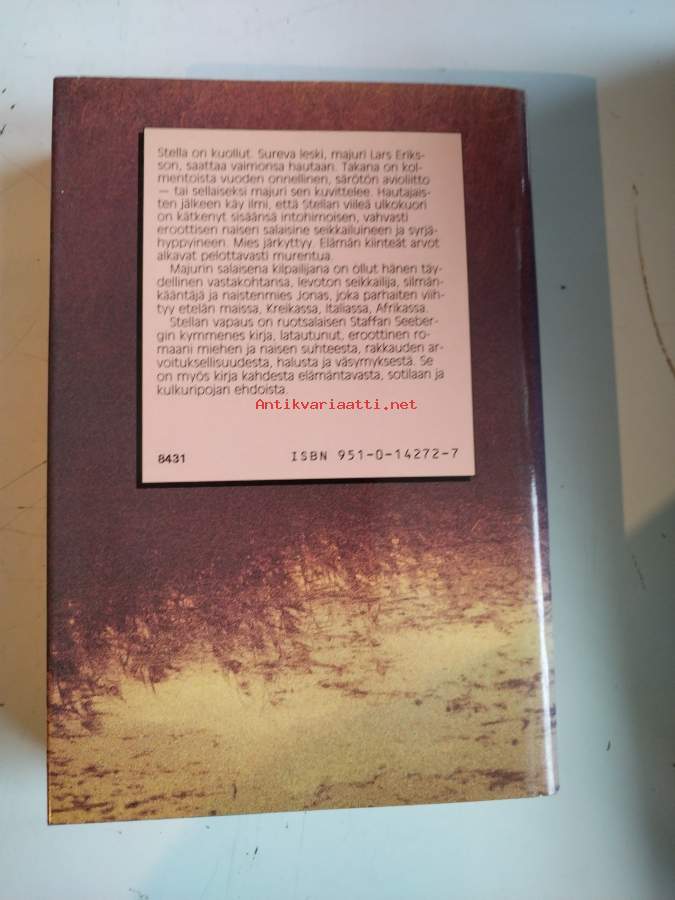 Stella on kuollut. Sureva leski, majuri Lars Eriks-
son, saattaa vaimonsa hautaan. Takana on kol-
mentoista vuoden onnellinen, särötön avioliitto
— tai sellaiseksi majuri sen kuvittelee. Hautajais-
ten jälkeen käy ilmi, että Stellan viileä ulkokuori
on kätkenyt sisäänsä intohimoisen, vahvasti
eroottisen naisen salaisine seikkailuineen ja syrjä-
hyppyineen. Mies järkyttyy. Elämän kiinteät arvot
alkavat pelottavasti murentua.
Majurin salaisena kilpailijana on ollut hänen täy-
dellinen vastakohtansa, levoton seikkailija, silmän-
kääntäjä ja naistenmies Jonas, joka parhaiten viih-
tyy etelän maissa, Kreikassa, Italiassa, Afrikassa.
Stellan vapaus on ruotsalaisen Staffan Seeber-
gin kymmenes kirja, latautunut, eroottinen ro-
maani miehen ja naisen suhteesta, rakkauden ar-
voituksellisuudesta, halusta ja väsymyksestä. Se
on myös kirja kahdesta elämäntavasta, sotilaan ja
kulkuripojan ehdoista.
Antikvariaatti.net
8431 ISBN 951-0-14272-7